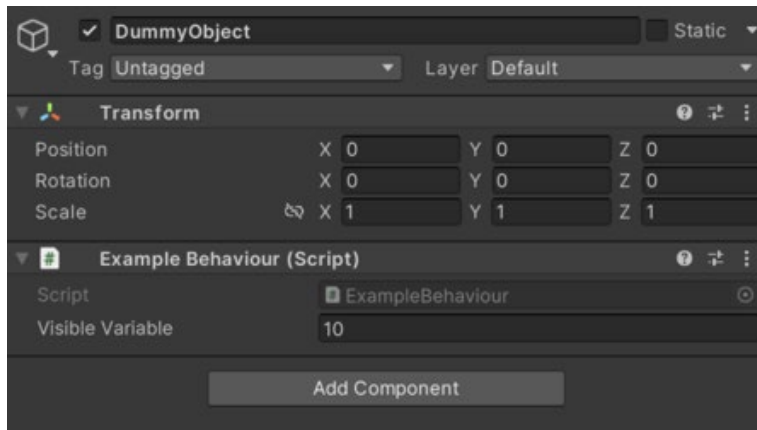 DummyObject Static
Tag Untagged Layer Default
Transform
Position X 0 Y 0 Z 0
Rotation X 0 Y 0 Z 0
Scale X 1 Y 1 Z 1
# Example Behaviour (Script)
Script # ExampleBehaviour
Visible Variable 10
Add Component